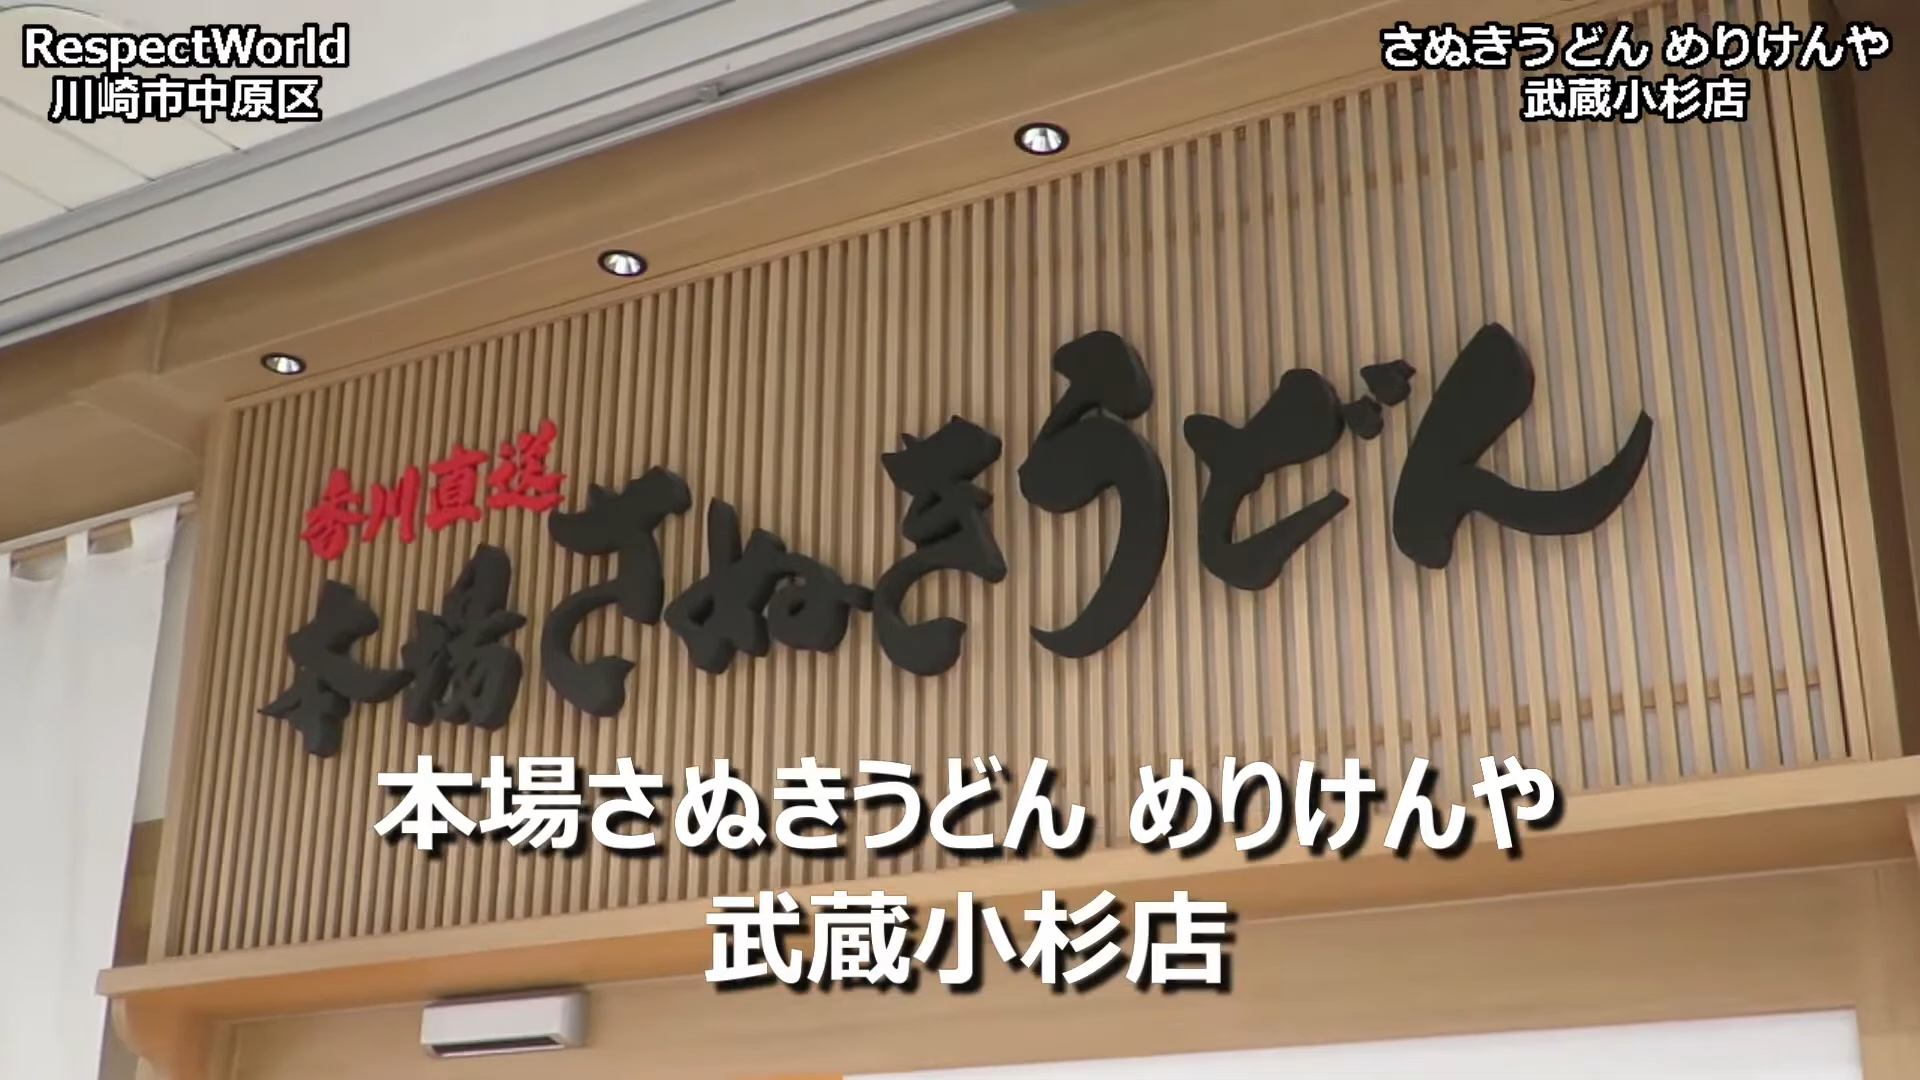 RespectWorld
川崎市中原区
さぬきうどん めりけんや
武蔵小杉店
香川直送
本場さぬきうどん
本場さぬきうどん めりけんや
武蔵小杉店